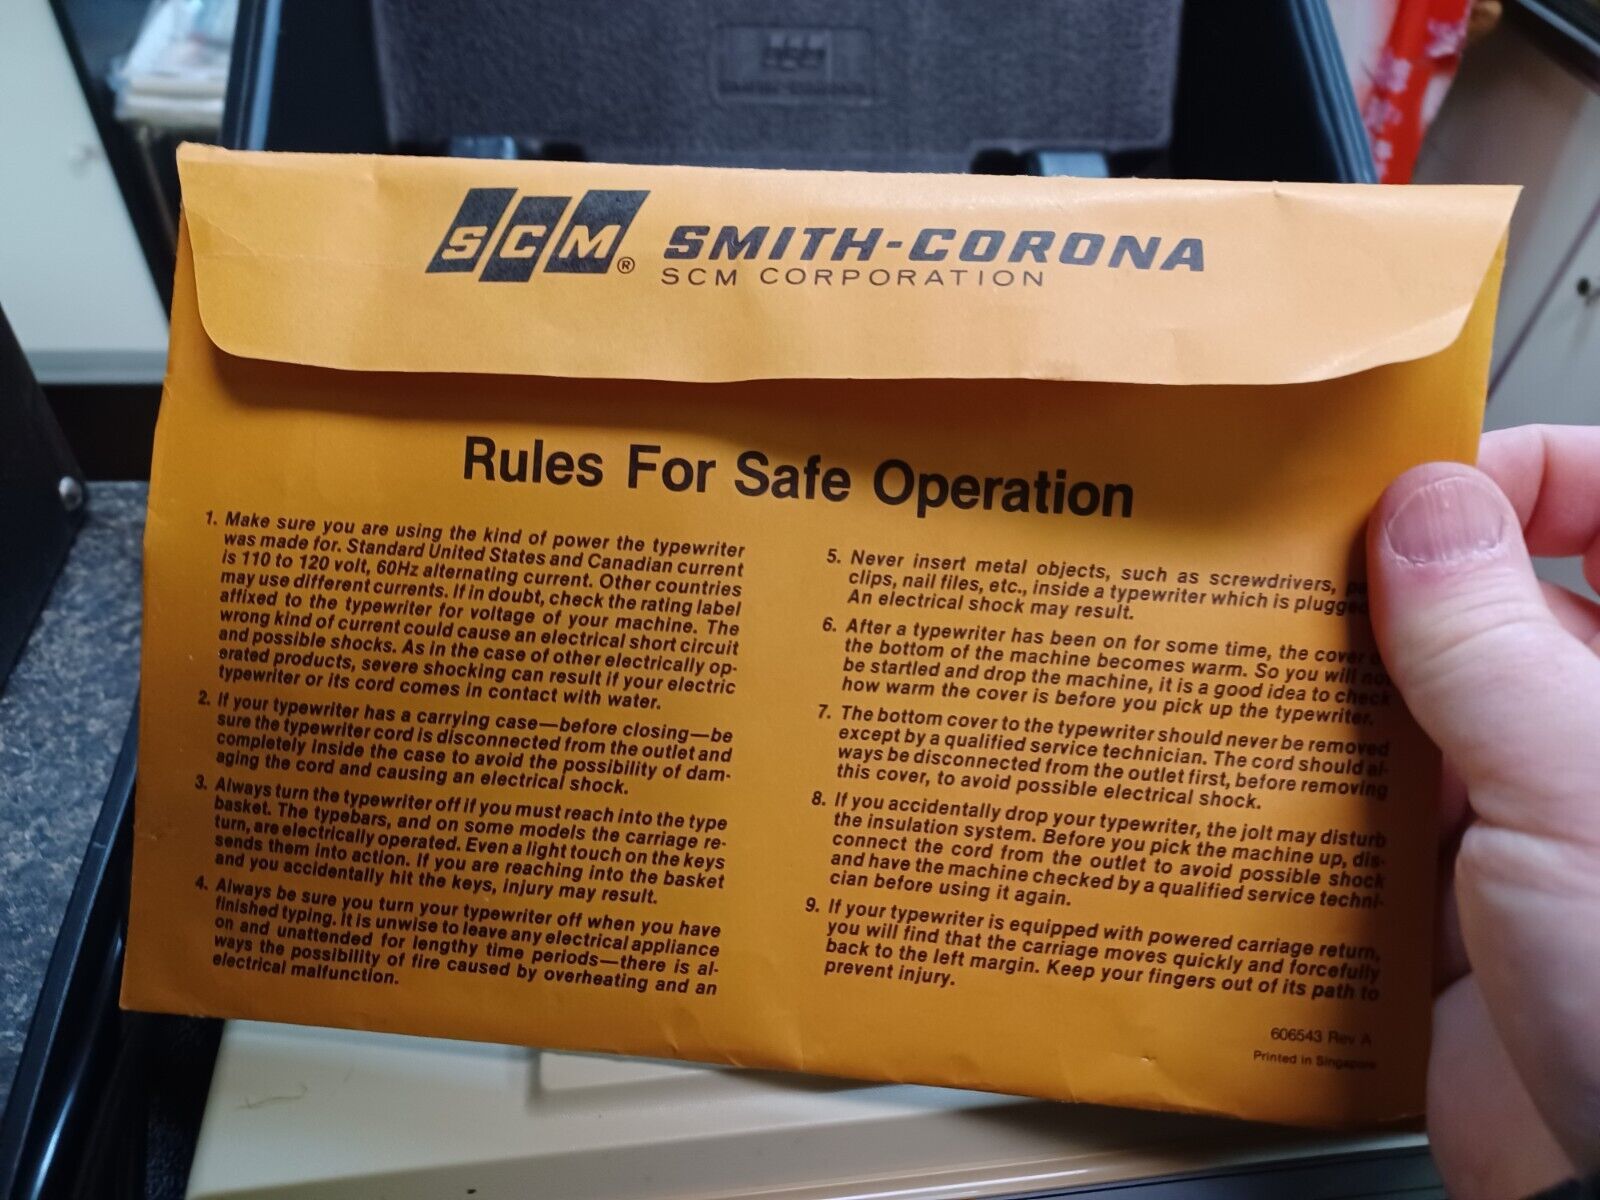 SCM® SMITH-CORONA
SCM CORPORATION
Rules For Safe Operation
1. Make sure you are using the kind of power the typewriter
was made for. Standard United States and Canadian current
is 110 to 120 volt, 60Hz alternating current. Other countries
may use different currents. If in doubt, check the rating label
affixed to the typewriter for voltage of your machine. The
wrong kind of current could cause an electrical short circuit
and possible shocks. As in the case of other electrically op-
erated products, severe shocking can result if your electric
typewriter or its cord comes in contact with water.
2. If your typewriter has a carrying case—before closing—be
sure the typewriter cord is disconnected from the outlet and
completely inside the case to avoid the possibility of dam-
aging the cord and causing an electrical shock.
3. Always turn the typewriter off if you must reach into the type
basket. The typebars, and on some models the carriage re-
turn, are electrically operated. Even a light touch on the keys
sends them into action. If you are reaching into the basket
and you accidentally hit the keys, injury may result.
4. Always be sure you turn your typewriter off when you have
finished typing. It is unwise to leave any electrical appliance
on and unattended for lengthy time periods—there is al-
ways the possibility of fire caused by overheating and an
electrical malfunction.
5. Never insert metal objects, such as screwdrivers,
clips, nail files, etc., inside a typewriter which is plugged
An electrical shock may result.
6. After a typewriter has been on for some time, the cover
the bottom of the machine becomes warm. So you will not
be startled and drop the machine, it is a good idea to check
how warm the cover is before you pick up the typewriter.
7. The bottom cover to the typewriter should never be removed
except by a qualified service technician. The cord should al-
ways be disconnected from the outlet first, before removing
this cover, to avoid possible electrical shock.
8. If you accidentally drop your typewriter, the jolt may disturb
the insulation system. Before you pick the machine up, dis-
connect the cord from the outlet to avoid possible shock
and have the machine checked by a qualified service techni-
cian before using it again.
9. If your typewriter is equipped with powered carriage return,
you will find that the carriage moves quickly and forcefully
back to the left margin. Keep your fingers out of its path to
prevent injury.
606543 Rev A
Printed in Singapore